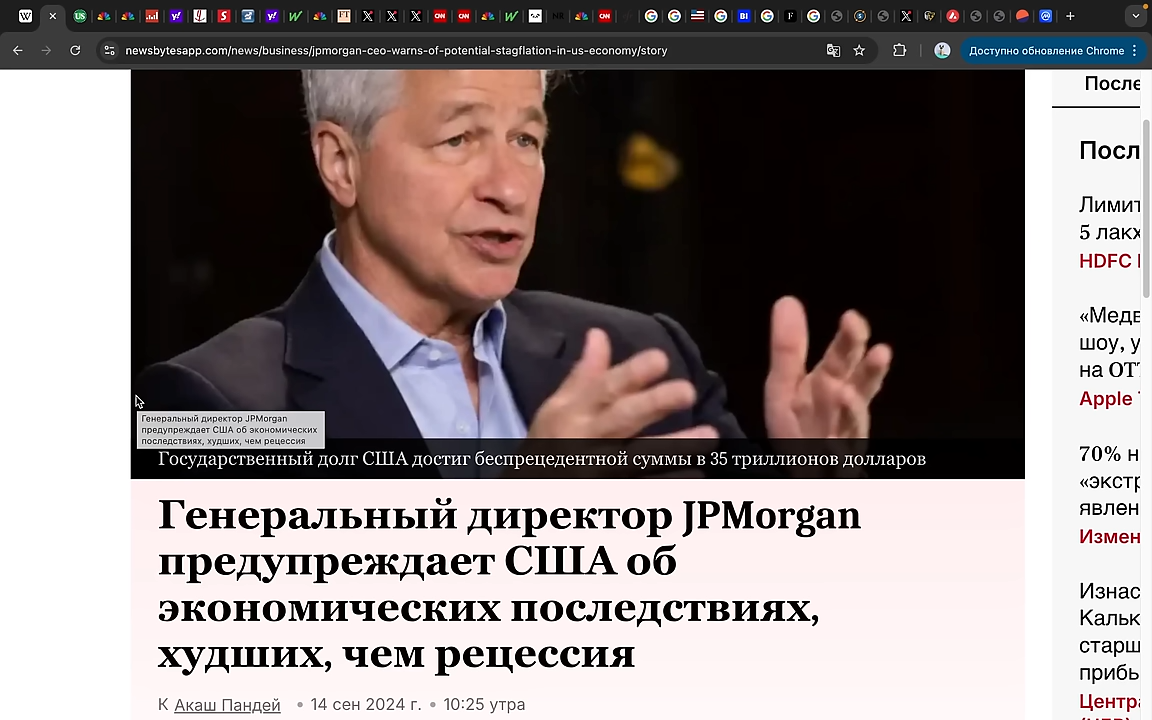 newsbytesapp.com/news/business/jpmorgan-ceo-warns-of-potential-stagflation-in-us-economy/story
Доступно обновление Chrome
Генеральный директор JPMorgan
предупреждает США об экономических
последствиях, худших, чем рецессия
Государственный долг США достиг беспрецедентной суммы в 35 триллионов долларов
Генеральный директор JPMorgan
предупреждает США об
экономических последствиях,
худших, чем рецессия
К Акаш Пандей • 14 сен 2024 г. • 10:25 утра
После
Посл
Лимит
5 лакх
HDFC
«Медв
шоу, у
на ОТТ
Apple
70% н
«экстр
явлен
Измен
Изнас
Кальк
старш
прибы
Центра